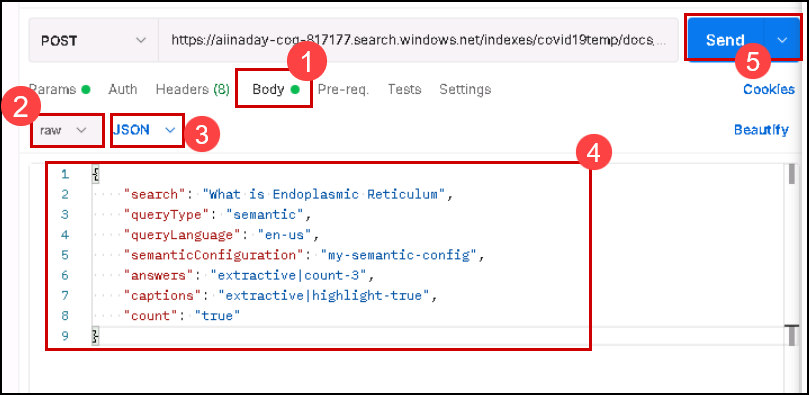 POST https://aiinaday-cog-817177.search.windows.net/indexes/covid19temp/docs,... Send
1 5
Params Auth Headers (8) Body Pre-req. Tests Settings Cookies
2
raw JSON 3 Beautify
4
1 {
2 "search": "What is Endoplasmic Reticulum",
3 "queryType": "semantic",
4 "queryLanguage": "en-us",
5 "semanticConfiguration": "my-semantic-config",
6 "answers": "extractive|count-3",
7 "captions": "extractive|highlight-true",
8 "count": "true"
9 }